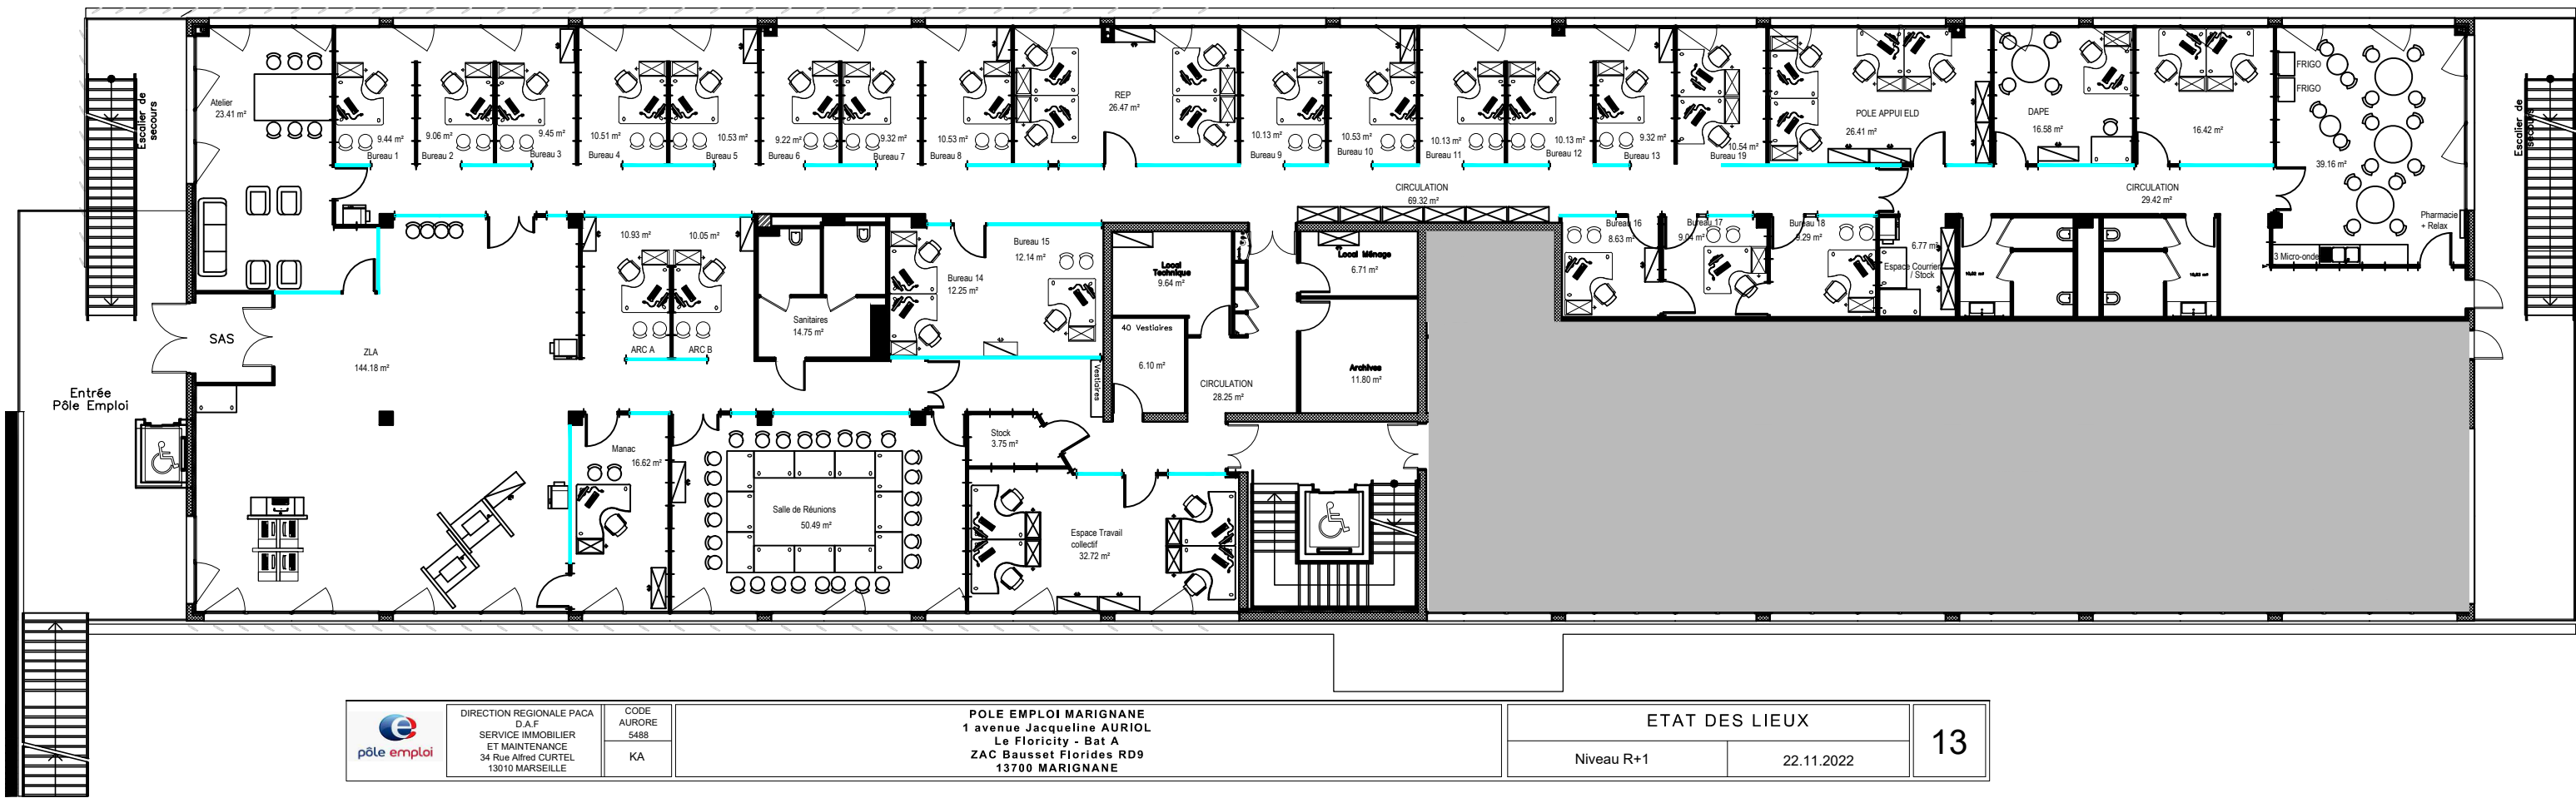 Escalier de
secours
Atelier
23.41 m²
9.44 m²
Bureau 1
9.06 m²
Bureau 2
9.45 m²
Bureau 3
10.51 m²
Bureau 4
10.53 m²
Bureau 5
9.22 m²
Bureau 6
9.32 m²
Bureau 7
10.53 m²
Bureau 8
REP
26.47 m²
10.13 m²
Bureau 9
10.53 m²
Bureau 10
10.13 m²
Bureau 11
10.13 m²
Bureau 12
9.32 m²
Bureau 13
10.54 m²
Bureau 19
POLE APPUI ELD
26.41 m²
DAPE
16.58 m²
16.42 m²
FRIGO
FRIGO
39.16 m²
Escalier de
secours
CIRCULATION
69.32 m²
CIRCULATION
29.42 m²
Pharmacie
+ Relax
3 Micro-onde
10.93 m²
10.05 m²
ARC A
ARC B
Sanitaires
14.75 m²
Bureau 14
12.25 m²
Bureau 15
12.14 m²
Local
Technique
9.64 m²
Local Ménage
6.71 m²
Bureau 16
8.63 m²
Bureau 17
9.04 m²
Bureau 18
9.29 m²
6.77 m²
Espace Courrier
/ Stock
SAS
ZLA
144.18 m²
Entrée
Pôle Emploi
40 Vestiaires
6.10 m²
Vestiaires
CIRCULATION
28.25 m²
Archives
11.80 m²
Manac
16.62 m²
Salle de Réunions
50.49 m²
Stock
3.75 m²
Espace Travail
collectif
32.72 m²
pôle emploi
DIRECTION REGIONALE PACA
D.A.F
SERVICE IMMOBILIER
ET MAINTENANCE
34 Rue Alfred CURTEL
13010 MARSEILLE
CODE
AURORE
5488
KA
POLE EMPLOI MARIGNANE
1 avenue Jacqueline AURIOL
Le Floricity - Bat A
ZAC Bausset Florides RD9
13700 MARIGNANE
ETAT DES LIEUX
Niveau R+1
22.11.2022
13